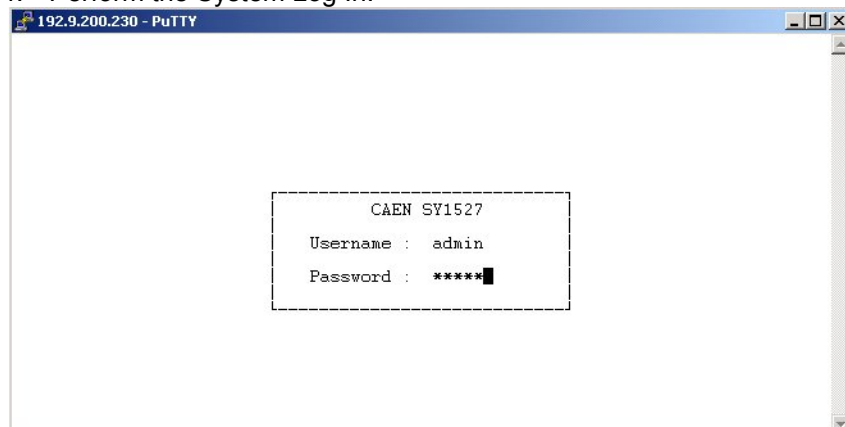 Perform the System Log In.
192.9.200.230 - PuTTY
CAEN SY1527
Username : admin
Password : *****